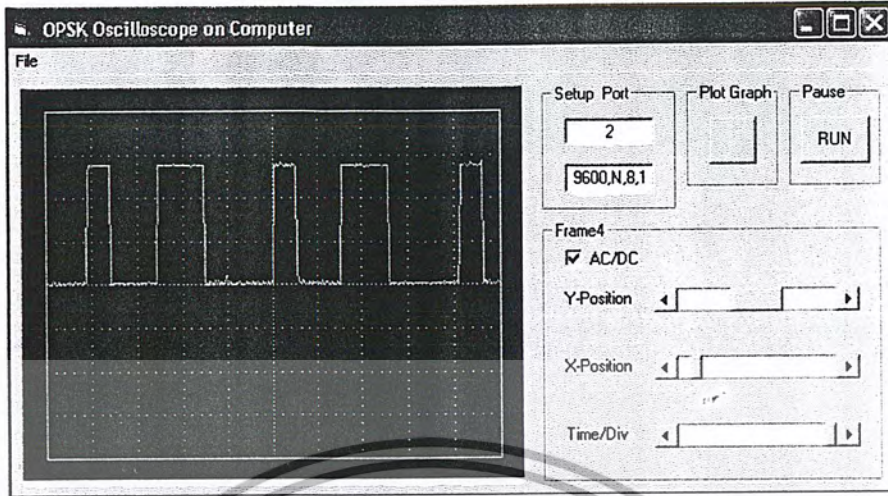 OPSK Oscilloscope on Computer
File
Setup Port
2
9600,N,8,1
Plot Graph
Pause
RUN
Frame4
AC/DC
Y-Position
X-Position
Time/Div